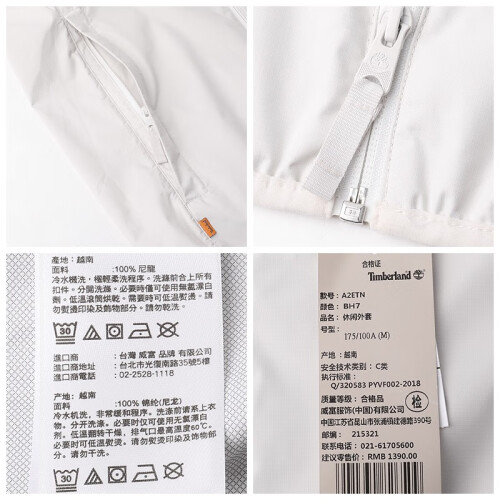 產地：越南
面料 :100% 尼龍
冷水機洗，極輕柔洗程序。洗滌前合上所有
扣件。分開洗滌。必要時僅可使用無氯漂白
劑。低溫滾筒烘乾。需要時可低溫熨燙。請
勿熨燙印染及飾物部分。請勿乾洗。
30
進口商 : 台灣 威富 品牌 有限公司
進口商地址 : 台北市光復南路35號5樓
進口商電話 : 02-2528-1118
產地：越南
面料 :100% 锦纶(尼龙)
冷水机洗，非常缓和程序。洗涤前请系上衣
扣。分开洗涤。必要时仅可使用无氯漂白
剂。低温翻转干燥，排气口最高温度60℃。必
要时可低温熨烫。请勿熨烫印染及饰物部
分。请勿干洗。
30
合格证
Timberland
款号: A2ETN
颜色: BH7
品名: 休闲外套
号型:
175/100A (M)
产地: 越南
安全技术类别: C类
执行标准:
Q/320583 PYVF002-2018
质量等级: 合格品
检
威富服饰(中国)有限公司
中国江苏省昆山市张浦镇建德路390号
邮编: 215321
电话: 021-61705600
建议零售价: RMB 1390.00